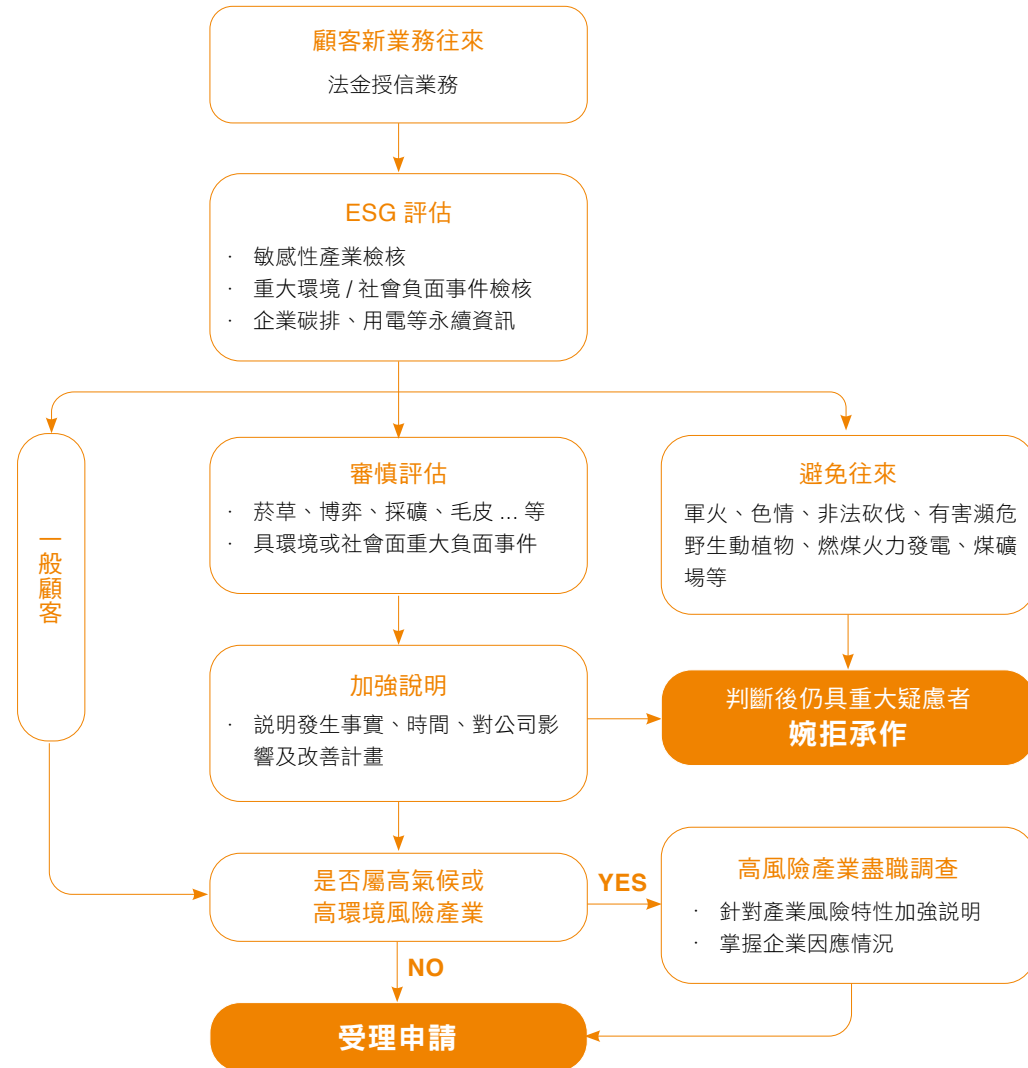 顧客新業務往來
法金授信業務
ESG 評估
· 敏感性產業檢核
· 重大環境 / 社會負面事件檢核
· 企業碳排、用電等永續資訊
一般顧客
審慎評估
· 菸草、博弈、採礦、毛皮 ... 等
· 具環境或社會面重大負面事件
避免往來
軍火、色情、非法砍伐、有害瀕危
野生動植物、燃煤火力發電、煤礦
場等
加強說明
· 說明發生事實、時間、對公司影
響及改善計畫
判斷後仍具重大疑慮者
婉拒承作
是否屬高氣候或
高環境風險產業
YES
高風險產業盡職調查
· 針對產業風險特性加強說明
· 掌握企業因應情況
NO
受理申請